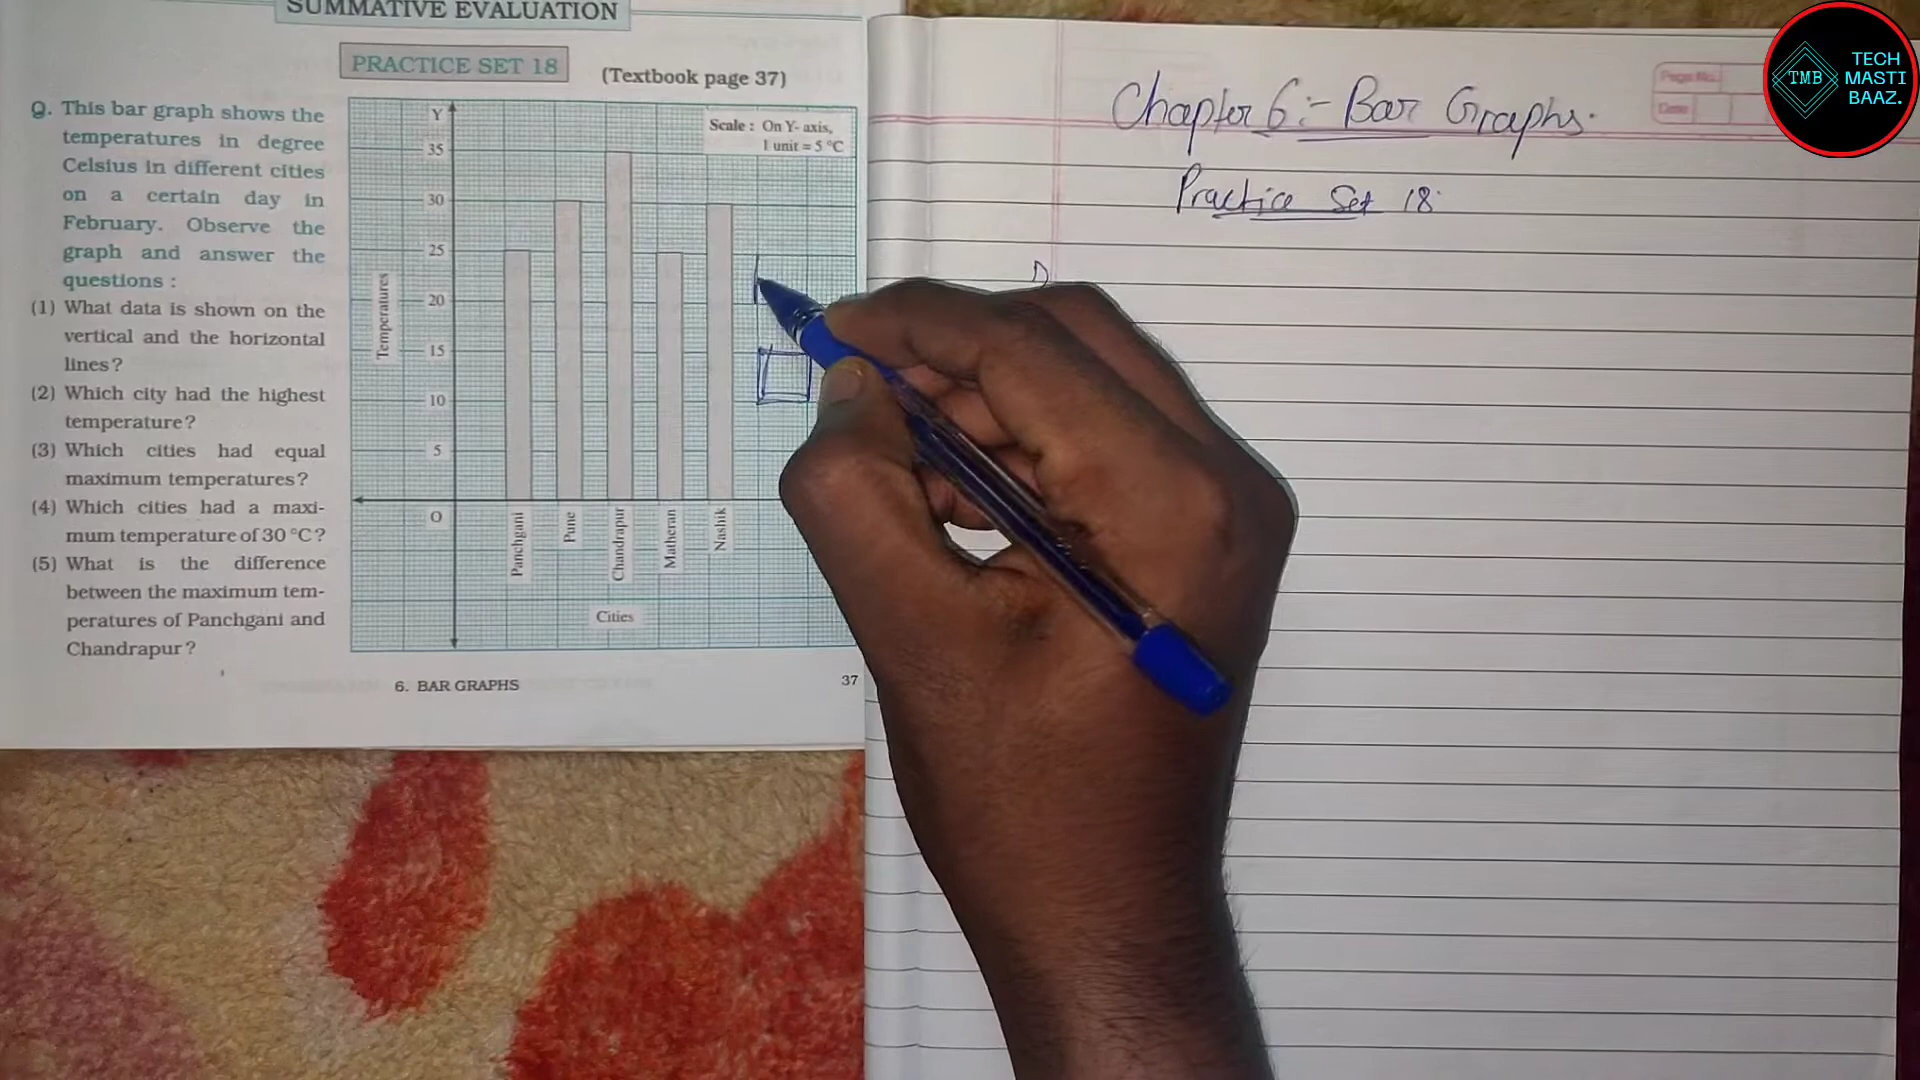 SUMMATIVE EVALUATION
PRACTICE SET 18
(Textbook page 37)
Q. This bar graph shows the
temperatures in degree
Celsius in different cities
on a certain day in
February. Observe the
graph and answer the
questions :
(1) What data is shown on the
vertical and the horizontal
lines?
(2) Which city had the highest
temperature?
(3) Which cities had equal
maximum temperatures?
(4) Which cities had a maxi-
mum temperature of 30 °C?
(5) What is the difference
between the maximum tem-
peratures of Panchgani and
Chandrapur?
Y
Scale : On Y- axis,
1 unit = 5 °C
35
30
25
20
15
10
5
O
Temperatures
Panchgani
Pune
Chandrapur
Matheran
Nashik
Cities
6. BAR GRAPHS
37
Chapter 6:- Bar Graphs.
Practice Set 18.
Page No.
Date
TMB
TECH
MASTI
BAAZ.